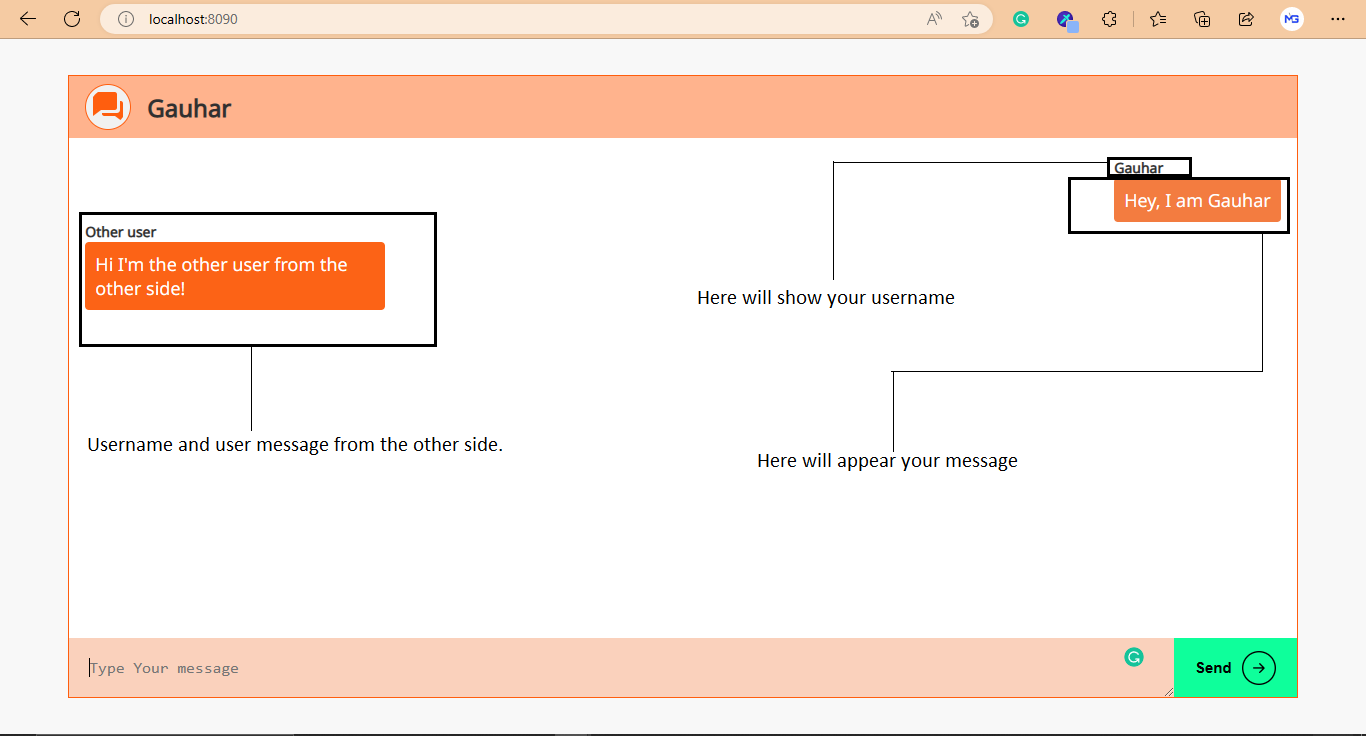 localhost:8090
Gauhar
Gauhar
Hey, I am Gauhar
Other user
Hi I'm the other user from the
other side!
Here will show your username
Username and user message from the other side.
Here will appear your message
Type Your message
Send